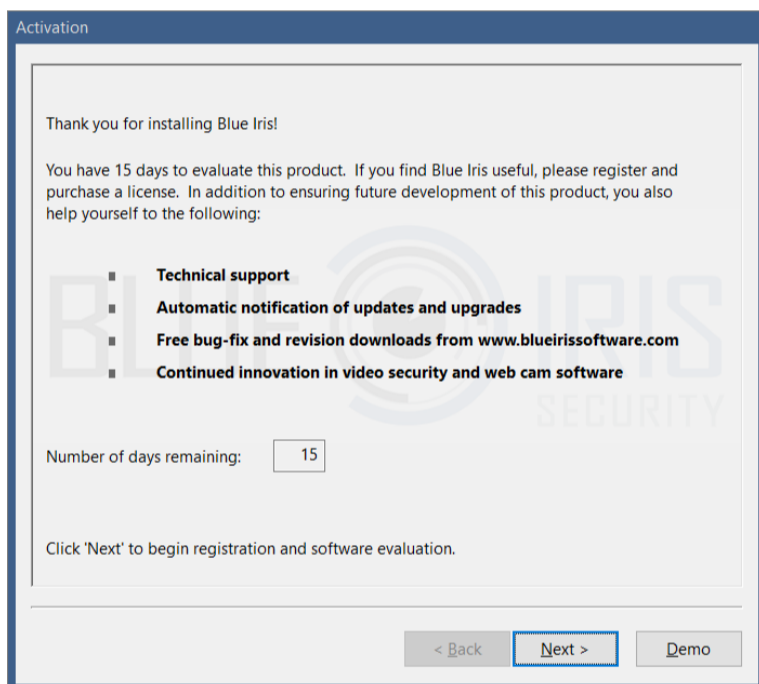 Activation
Thank you for installing Blue Iris!
You have 15 days to evaluate this product.  If you find Blue Iris useful, please register and
purchase a license.  In addition to ensuring future development of this product, you also
help yourself to the following:
Technical support
Automatic notification of updates and upgrades
Free bug-fix and revision downloads from www.blueirissoftware.com
Continued innovation in video security and web cam software
BLUE IRIS
SECURITY
Number of days remaining: 15
Click 'Next' to begin registration and software evaluation.
< Back Next > Demo